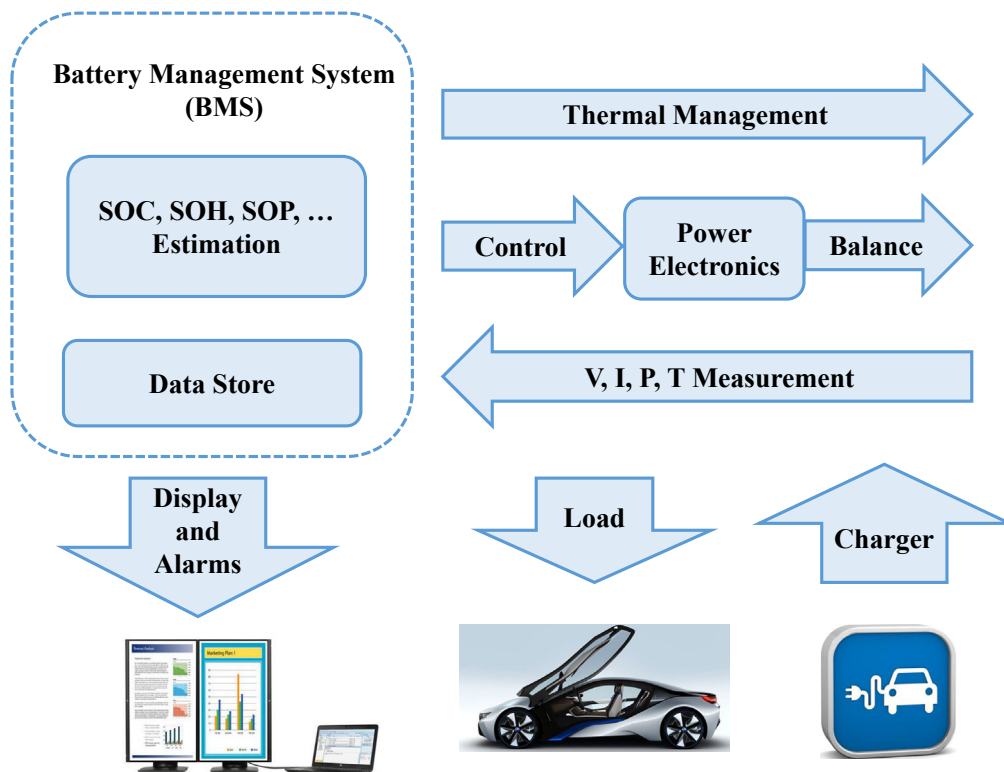 Battery Management System
(BMS)
SOC, SOH, SOP, …
Estimation
Data Store
Thermal Management
Control
Power
Electronics
Balance
V, I, P, T Measurement
Display
and
Alarms
Load
Charger
Marketing Plan 1